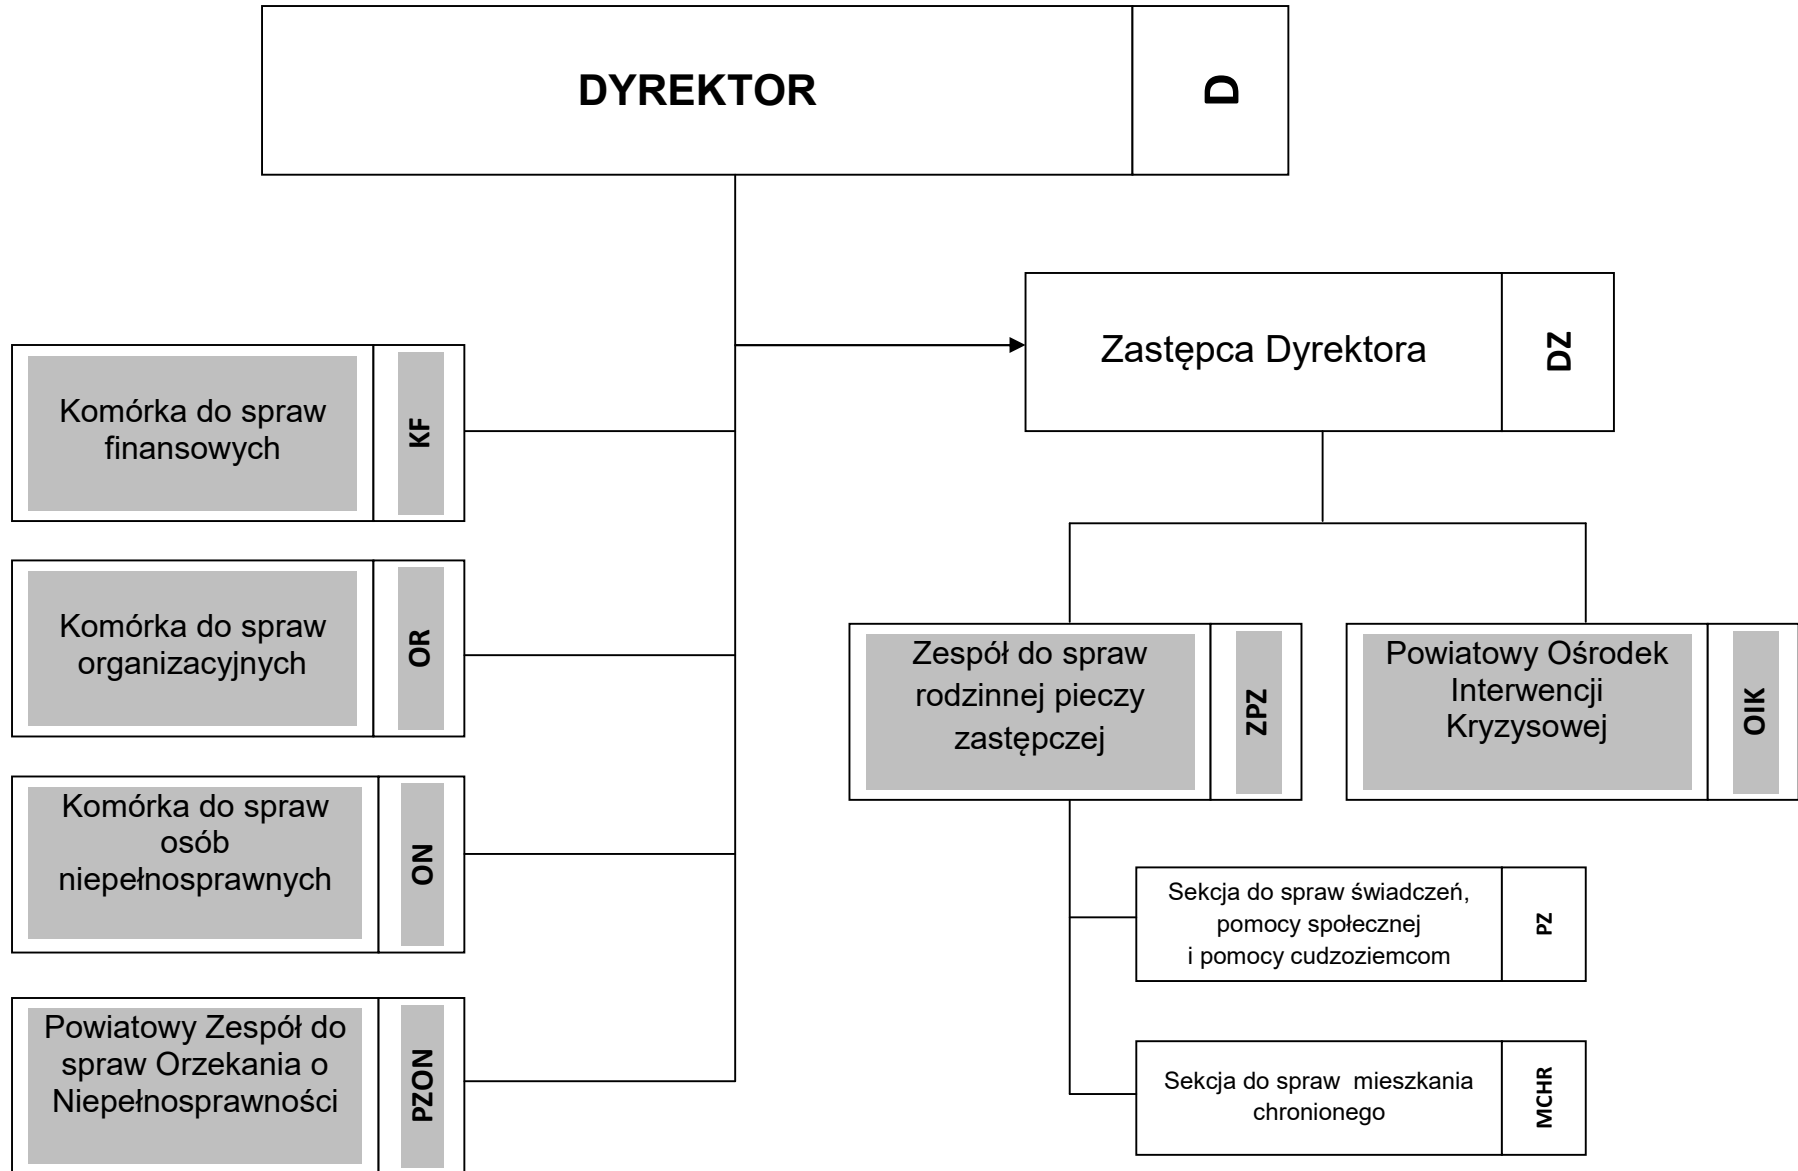 DYREKTOR
D
Zastępca Dyrektora
DZ
Komórka do spraw
finansowych
KF
Komórka do spraw
organizacyjnych
OR
Komórka do spraw
osób
niepełnosprawnych
ON
Powiatowy Zespół do
spraw Orzekania o
Niepełnosprawności
PZON
Zespół do spraw
rodzinnej pieczy
zastępczej
ZPZ
Powiatowy Ośrodek
Interwencji
Kryzysowej
OIK
Sekcja do spraw świadczeń,
pomocy społecznej
i pomocy cudzoziemcom
PZ
Sekcja do spraw  mieszkania
chronionego
MCHR